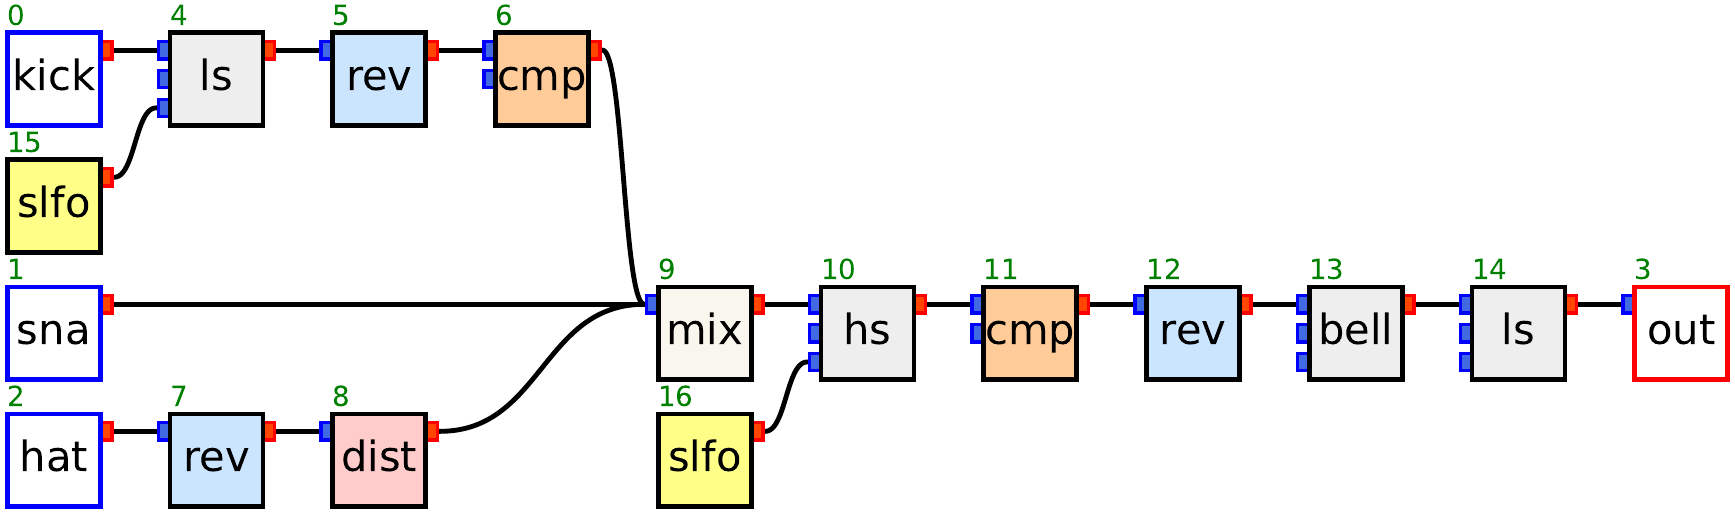 0 4 5 6
kick ls rev cmp
15
slfo
1 9 10 11 12 13 14 3
sna mix hs cmp rev bell ls out
2 7 8 16
hat rev dist slfo